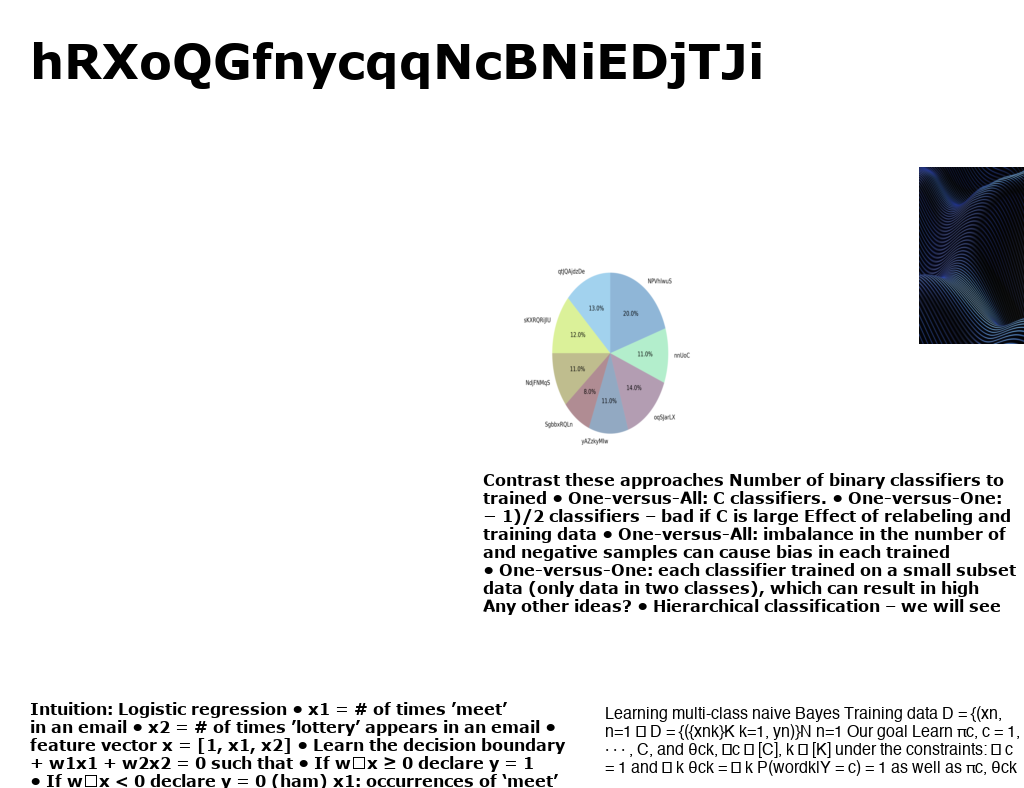 hRXoQGfnycqqNcBNiEDjTJi
qtJOAjdzDe
NPVhiwuS
13.0%
20.0%
sKXRQRiJIU
12.0%
11.0%
nnUoC
11.0%
NdjFNMqS
8.0%
14.0%
11.0%
oqSJarLX
SgbbxRQLn
yAZzkyMIw
Contrast these approaches Number of binary classifiers to
trained • One-versus-All: C classifiers. • One-versus-One:
− 1)/2 classifiers – bad if C is large Effect of relabeling and
training data • One-versus-All: imbalance in the number of
and negative samples can cause bias in each trained
• One-versus-One: each classifier trained on a small subset
data (only data in two classes), which can result in high
Any other ideas? • Hierarchical classification – we will see
Intuition: Logistic regression • x1 = # of times ’meet’
in an email • x2 = # of times ’lottery’ appears in an email •
feature vector x = [1, x1, x2] • Learn the decision boundary
+ w1x1 + w2x2 = 0 such that • If w□x ≥ 0 declare y = 1
• If w□x < 0 declare y = 0 (ham) x1: occurrences of ‘meet’
Learning multi-class naive Bayes Training data D = {(xn,
n=1 □ D = {({xnk}K k=1, yn)}N n=1 Our goal Learn πc, c = 1,
· · · , C, and θck, □c □ [C], k □ [K] under the constraints: □ c
= 1 and □ k θck = □ k P(wordk|Y = c) = 1 as well as πc, θck